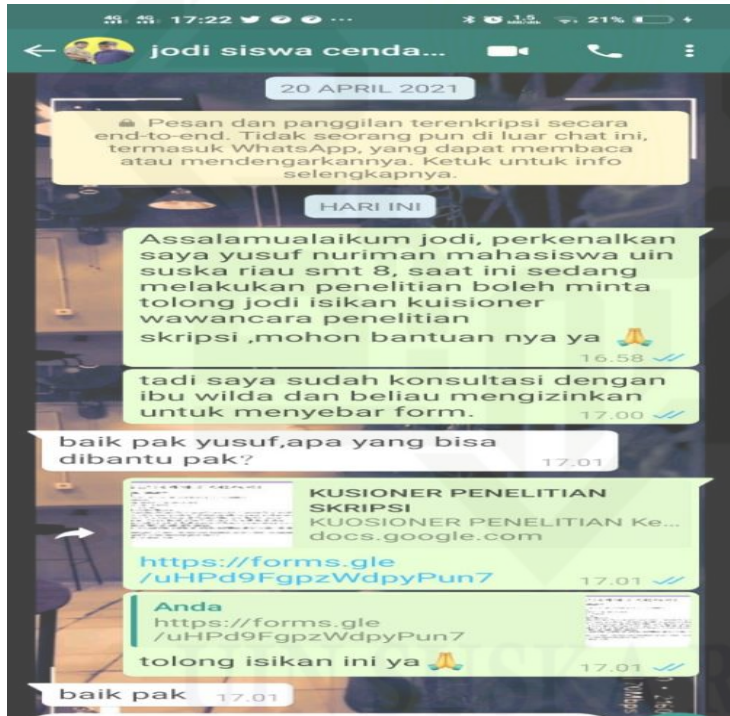 4G 4G 17:22 ...
1.5 21%
jodi siswa cenda...
20 APRIL 2021
Pesan dan panggilan terenkripsi secara
end-to-end. Tidak seorang pun di luar chat ini,
termasuk WhatsApp, yang dapat membaca
atau mendengarkannya. Ketuk untuk info
selengkapnya.
HARI INI
Assalamualaikum jodi, perkenalkan
saya yusuf nuriman mahasiswa uin
suska riau smt 8, saat ini sedang
melakukan penelitian boleh minta
tolong jodi isikan kuisioner
wawancara penelitian
skripsi ,mohon bantuan nya ya 🙏
16.58
tadi saya sudah konsultasi dengan
ibu wilda dan beliau mengizinkan
untuk menyebar form.
17.00
baik pak yusuf,apa yang bisa
dibantu pak?
17.01
KUSIONER PENELITIAN
SKRIPSI
KUOSIONER PENELITIAN Ke...
docs.google.com
https://forms.gle
/uHPd9FgpzWdpyPun7
17.01
Anda
https://forms.gle
/uHPd9FgpzWdpyPun7
tolong isikan ini ya 🙏
17.01
baik pak
17.01